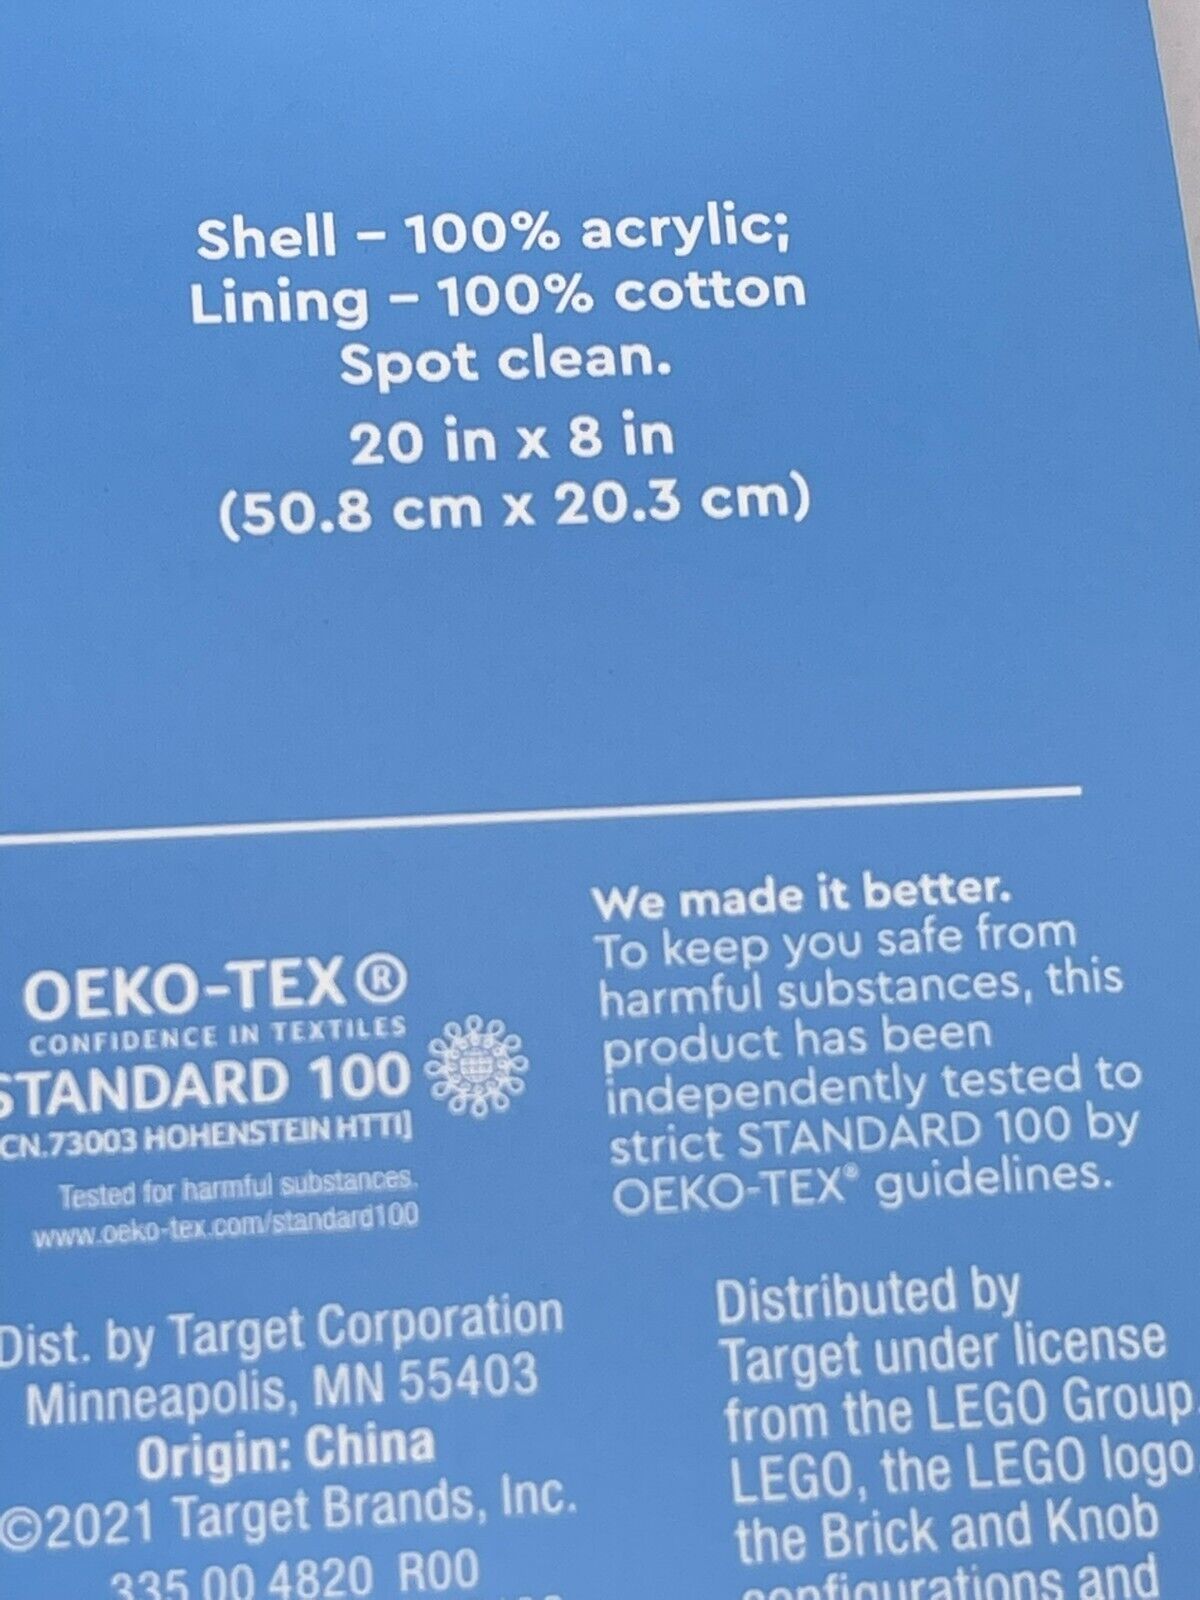 Shell – 100% acrylic;
Lining – 100% cotton
Spot clean.
20 in x 8 in
(50.8 cm x 20.3 cm)
OEKO-TEX®
CONFIDENCE IN TEXTILES
STANDARD 100
CN.73003 HOHENSTEIN HTTI]
Tested for harmful substances.
www.oeko-tex.com/standard100
We made it better.
To keep you safe from
harmful substances, this
product has been
independently tested to
strict STANDARD 100 by
OEKO-TEX® guidelines.
Dist. by Target Corporation
Minneapolis, MN 55403
Origin: China
©2021 Target Brands, Inc.
335 00 4820 R00
Distributed by
Target under license
from the LEGO Group.
LEGO, the LEGO logo,
the Brick and Knob
configurations and